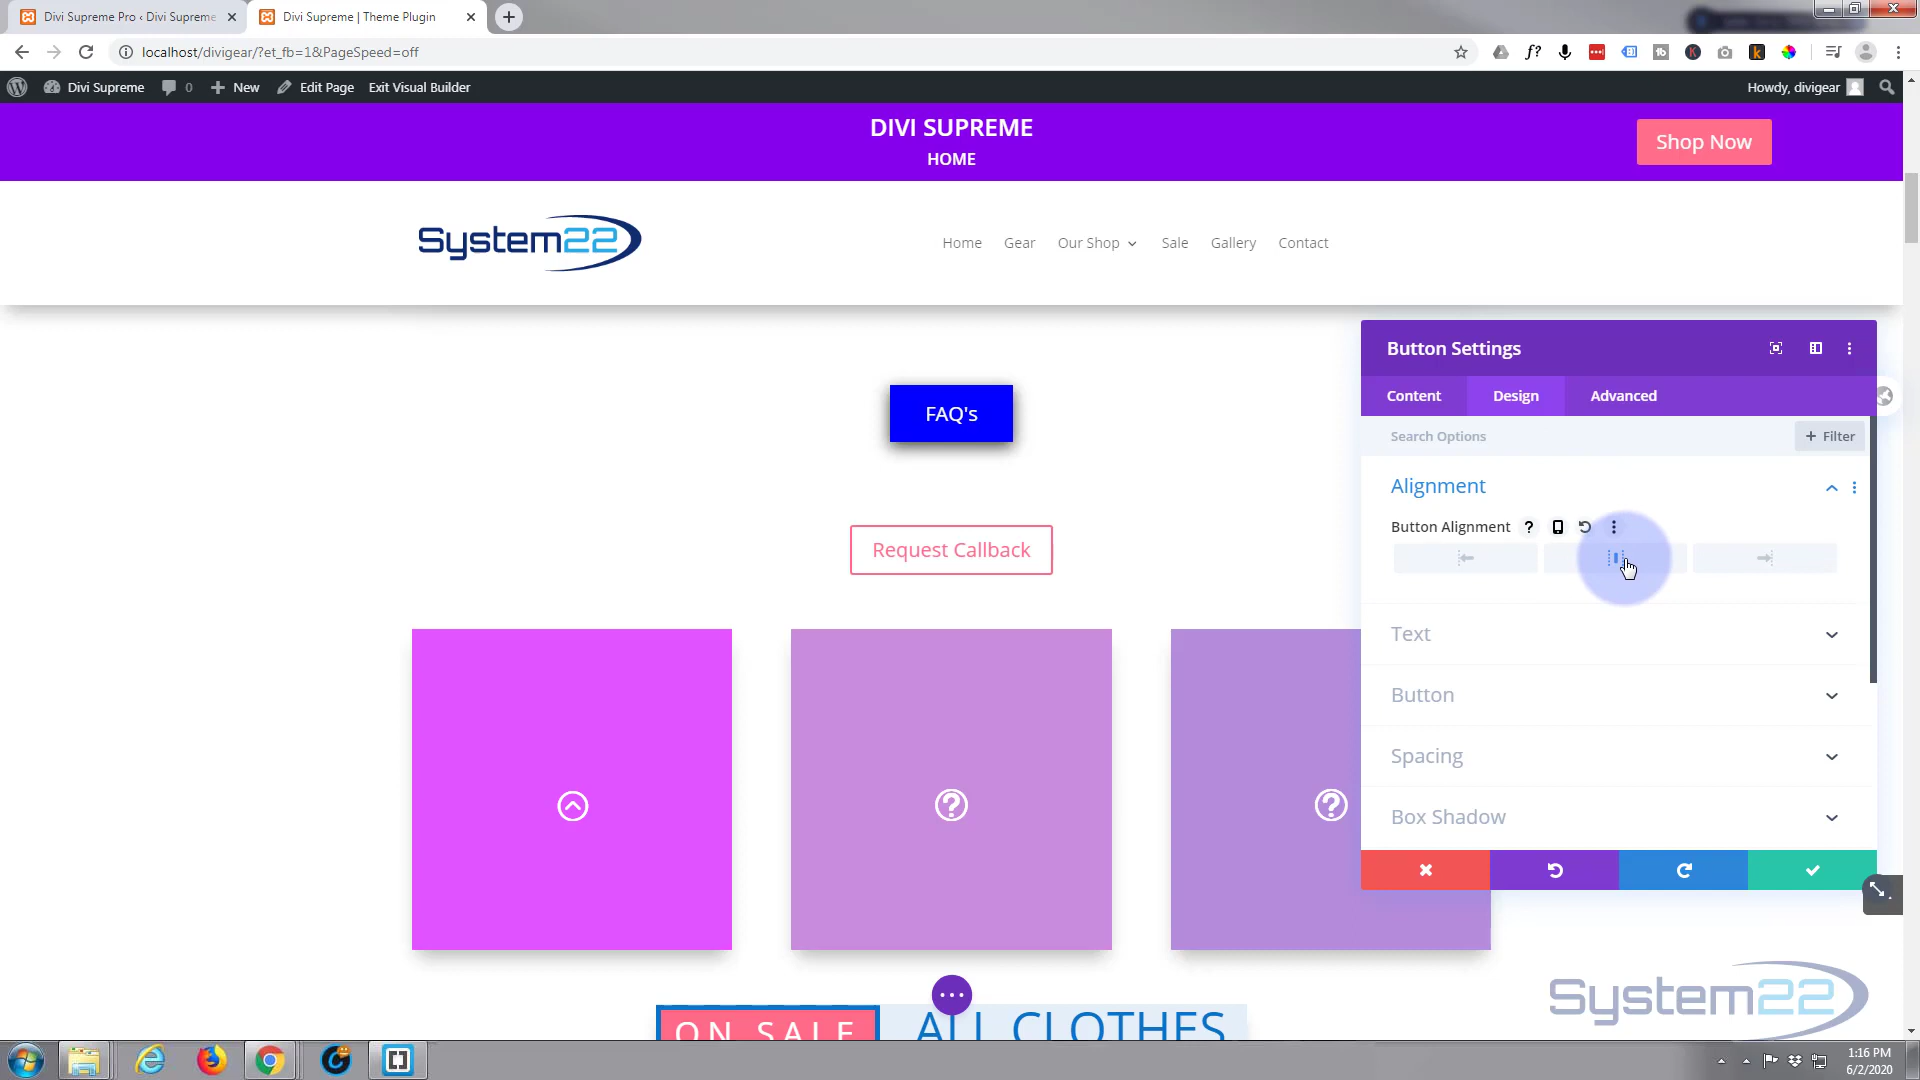 Divi Supreme Pro ‹ Divi Supreme
Divi Supreme | Theme Plugin
localhost/divigear/?et_fb=1&PageSpeed=off
f?
Divi Supreme 0 New Edit Page Exit Visual Builder
Howdy, divigear
DIVI SUPREME
HOME
Shop Now
System22
Home Gear Our Shop Sale Gallery Contact
FAQ's
Request Callback
Button Settings
Content Design Advanced
Search Options
+ Filter
Alignment
Button Alignment ?
Text
Button
Spacing
Box Shadow
ON SALE
ALL CLOTHES
System22
1:16 PM
6/2/2020